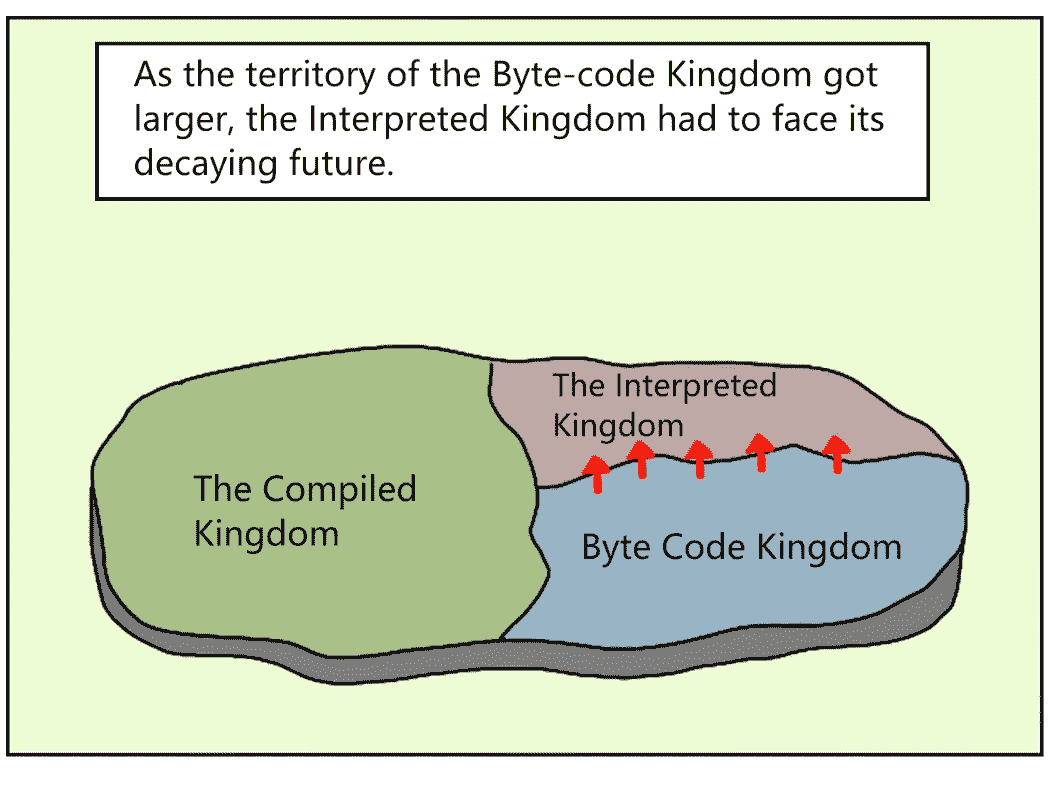 As the territory of the Byte-code Kingdom got
larger, the Interpreted Kingdom had to face its
decaying future.
The Interpreted
Kingdom
The Compiled
Kingdom
Byte Code Kingdom